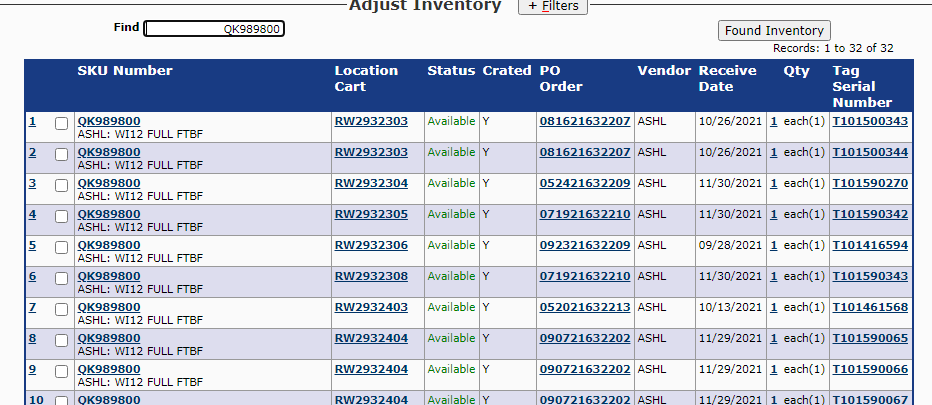 Adjust Inventory + Filters
Find QK989800 Found Inventory
Records: 1 to 32 of 32
SKU Number Location Cart Status Crated PO Order Vendor Receive Date Qty Tag Serial Number
1 QK989800 RW2932303 Available Y 081621632207 ASHL 10/26/2021 1 each(1) T101500343
ASHL: WI12 FULL FTBF
2 QK989800 RW2932303 Available Y 081621632207 ASHL 10/26/2021 1 each(1) T101500344
ASHL: WI12 FULL FTBF
3 QK989800 RW2932304 Available Y 052421632209 ASHL 11/30/2021 1 each(1) T101590270
ASHL: WI12 FULL FTBF
4 QK989800 RW2932305 Available Y 071921632210 ASHL 11/30/2021 1 each(1) T101590342
ASHL: WI12 FULL FTBF
5 QK989800 RW2932306 Available Y 092321632209 ASHL 09/28/2021 1 each(1) T101416594
ASHL: WI12 FULL FTBF
6 QK989800 RW2932308 Available Y 071921632210 ASHL 11/30/2021 1 each(1) T101590343
ASHL: WI12 FULL FTBF
7 QK989800 RW2932403 Available Y 052021632213 ASHL 10/13/2021 1 each(1) T101461568
ASHL: WI12 FULL FTBF
8 QK989800 RW2932404 Available Y 090721632202 ASHL 11/29/2021 1 each(1) T101590065
ASHL: WI12 FULL FTBF
9 QK989800 RW2932404 Available Y 090721632202 ASHL 11/29/2021 1 each(1) T101590066
ASHL: WI12 FULL FTBF
10 QK989800 RW2932404 Available Y 090721632202 ASHL 11/29/2021 1 each(1) T101590067